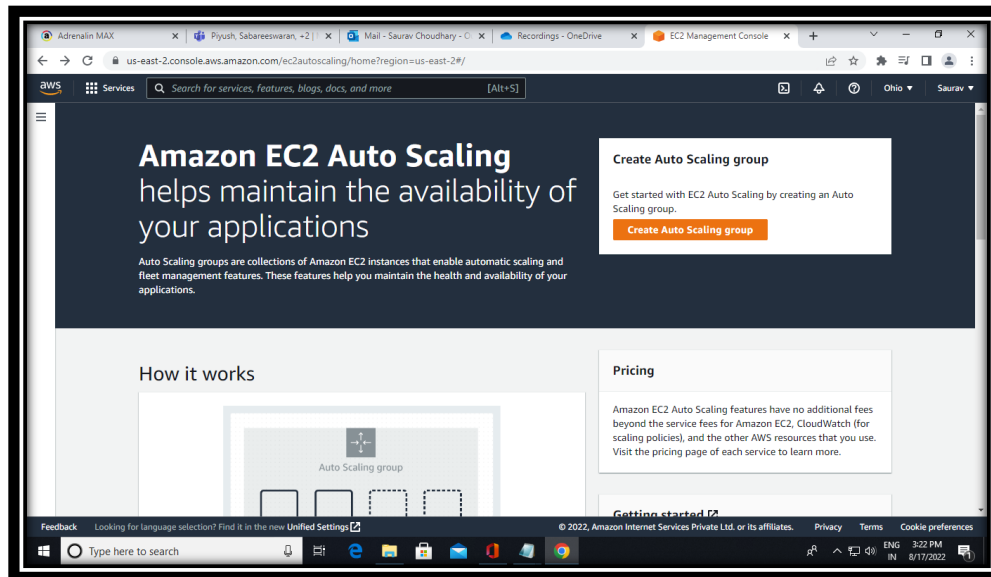 Adrenalin MAX
Piyush, Sabareeswaran, +2 |
Mail - Saurav Choudhary - O
Recordings - OneDrive
EC2 Management Console
us-east-2.console.aws.amazon.com/ec2autoscaling/home?region=us-east-2#/
aws
Services
Search for services, features, blogs, docs, and more
[Alt+S]
Ohio ▼
Saurav ▼
Amazon EC2 Auto Scaling
helps maintain the availability of
your applications
Auto Scaling groups are collections of Amazon EC2 instances that enable automatic scaling and
fleet management features. These features help you maintain the health and availability of your
applications.
Create Auto Scaling group
Get started with EC2 Auto Scaling by creating an Auto
Scaling group.
Create Auto Scaling group
How it works
Auto Scaling group
Pricing
Amazon EC2 Auto Scaling features have no additional fees
beyond the service fees for Amazon EC2, CloudWatch (for
scaling policies), and the other AWS resources that you use.
Visit the pricing page of each service to learn more.
Getting started
Feedback
Looking for language selection? Find it in the new Unified Settings
© 2022, Amazon Internet Services Private Ltd. or its affiliates.
Privacy
Terms
Cookie preferences
Type here to search
ENG
IN
3:22 PM
8/17/2022